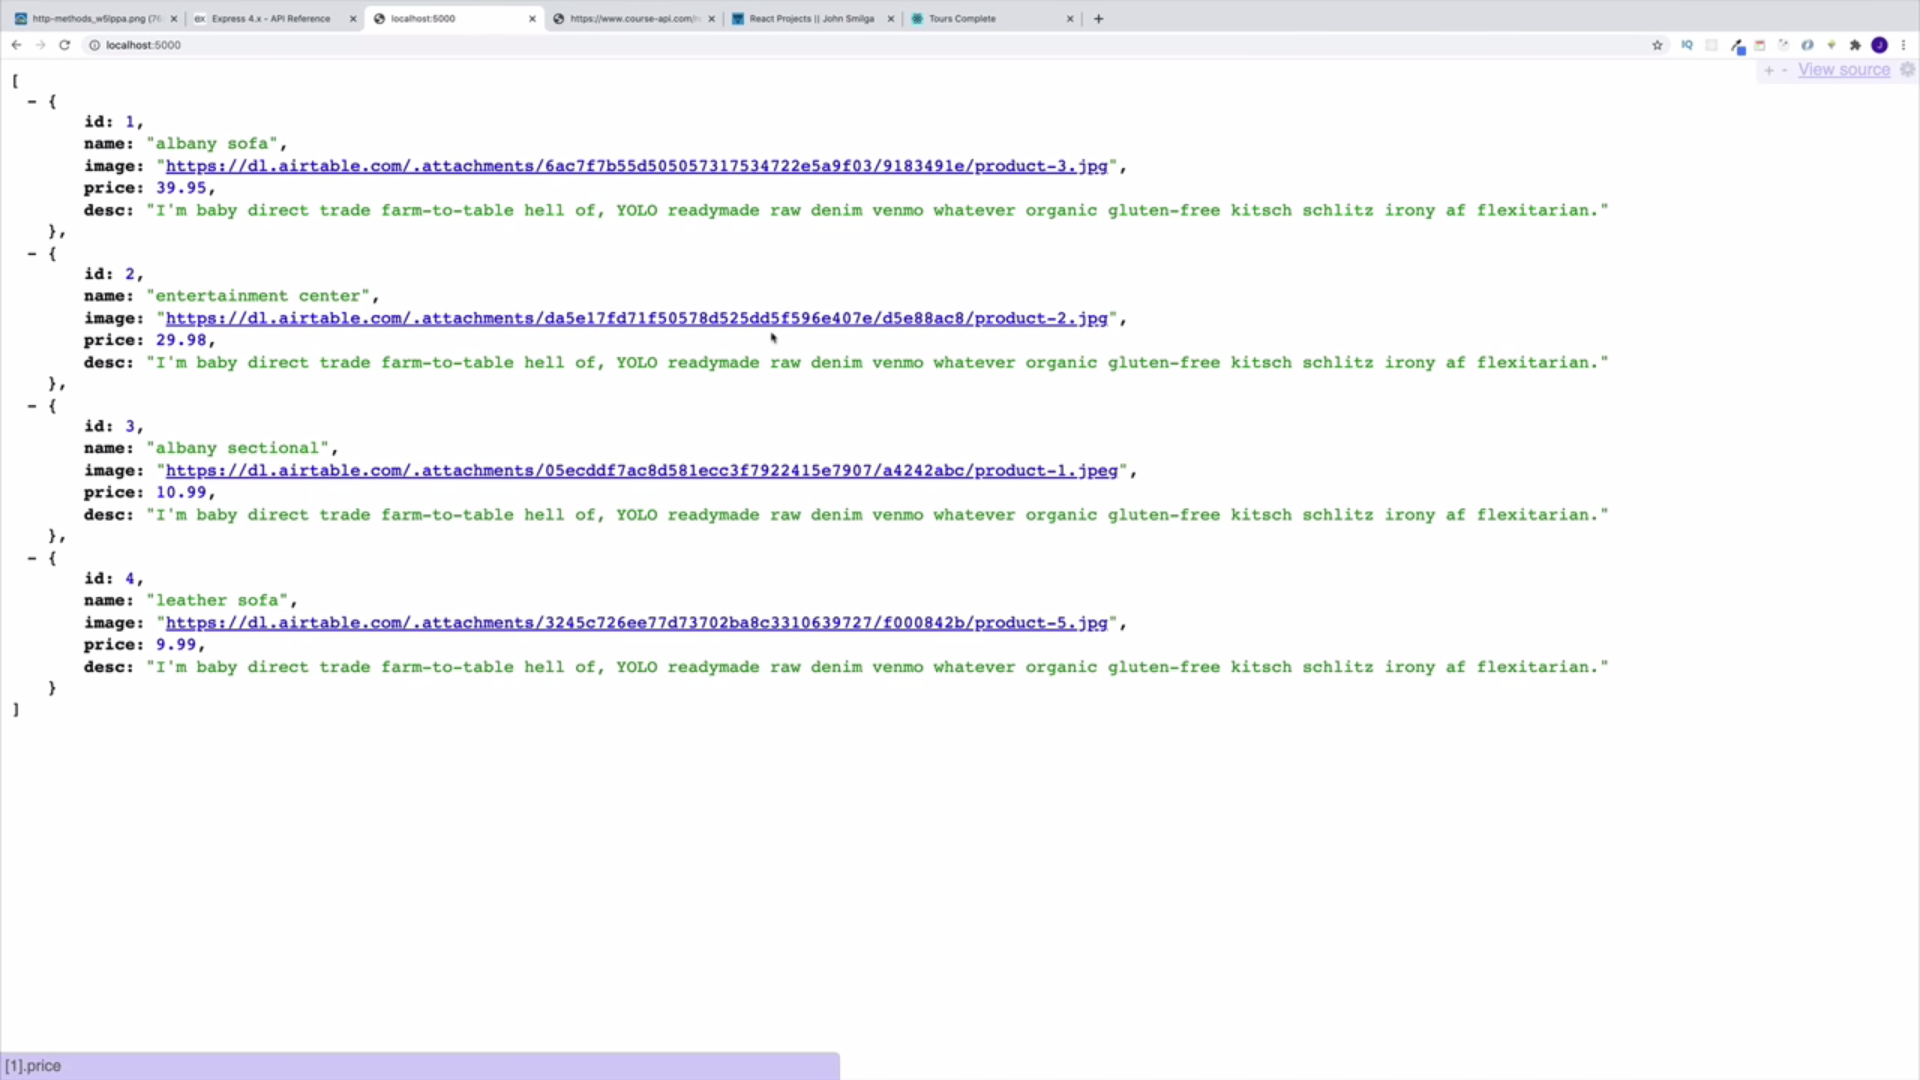 http-methods_w5ippa.png (76
Express 4.x - API Reference
localhost:5000
https://www.course-api.com/
React Projects || John Smilga
Tours Complete
localhost:5000
+ - View source
[
- {
id: 1,
name: "albany sofa",
image: "https://dl.airtable.com/.attachments/6ac7f7b55d505057317534722e5a9f03/9183491e/product-3.jpg",
price: 39.95,
desc: "I'm baby direct trade farm-to-table hell of, YOLO readymade raw denim venmo whatever organic gluten-free kitsch schlitz irony af flexitarian."
},
- {
id: 2,
name: "entertainment center",
image: "https://dl.airtable.com/.attachments/da5e17fd71f50578d525dd5f596e407e/d5e88ac8/product-2.jpg",
price: 29.98,
desc: "I'm baby direct trade farm-to-table hell of, YOLO readymade raw denim venmo whatever organic gluten-free kitsch schlitz irony af flexitarian."
},
- {
id: 3,
name: "albany sectional",
image: "https://dl.airtable.com/.attachments/05ecddf7ac8d581ecc3f7922415e7907/a4242abc/product-1.jpeg",
price: 10.99,
desc: "I'm baby direct trade farm-to-table hell of, YOLO readymade raw denim venmo whatever organic gluten-free kitsch schlitz irony af flexitarian."
},
- {
id: 4,
name: "leather sofa",
image: "https://dl.airtable.com/.attachments/3245c726ee77d73702ba8c3310639727/f000842b/product-5.jpg",
price: 9.99,
desc: "I'm baby direct trade farm-to-table hell of, YOLO readymade raw denim venmo whatever organic gluten-free kitsch schlitz irony af flexitarian."
}
]
[1].price